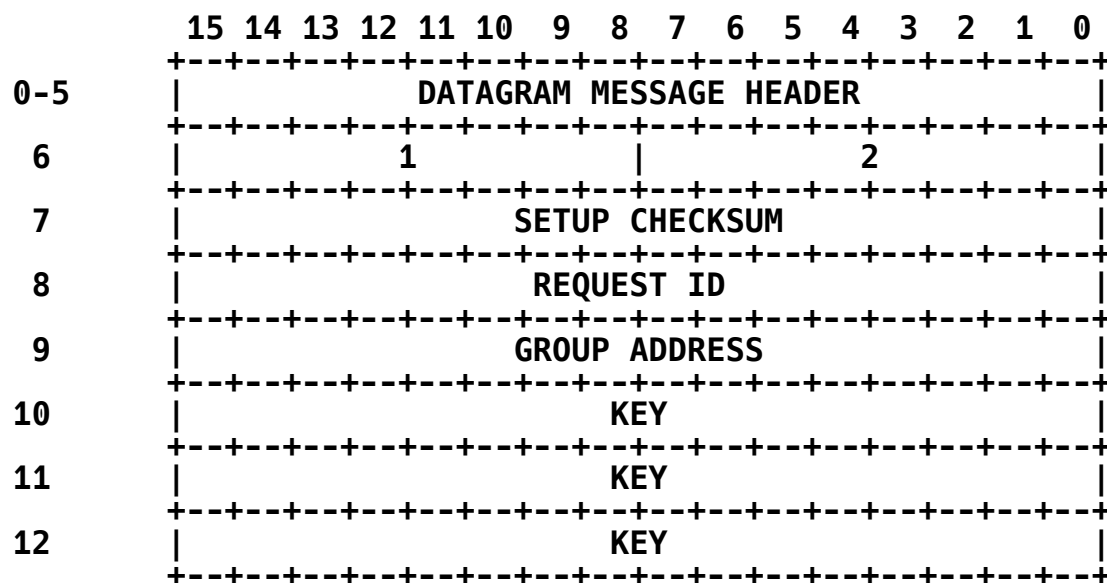 15 14 13 12 11 10 9 8 7 6 5 4 3 2 1 0
+--+--+--+--+--+--+--+--+--+--+--+--+--+--+--+--+
0-5 | DATAGRAM MESSAGE HEADER |
+--+--+--+--+--+--+--+--+--+--+--+--+--+--+--+--+
6 | 1 | 2 |
+--+--+--+--+--+--+--+--+--+--+--+--+--+--+--+--+
7 | SETUP CHECKSUM |
+--+--+--+--+--+--+--+--+--+--+--+--+--+--+--+--+
8 | REQUEST ID |
+--+--+--+--+--+--+--+--+--+--+--+--+--+--+--+--+
9 | GROUP ADDRESS |
+--+--+--+--+--+--+--+--+--+--+--+--+--+--+--+--+
10 | KEY |
+--+--+--+--+--+--+--+--+--+--+--+--+--+--+--+--+
11 | KEY |
+--+--+--+--+--+--+--+--+--+--+--+--+--+--+--+--+
12 | KEY |
+--+--+--+--+--+--+--+--+--+--+--+--+--+--+--+--+